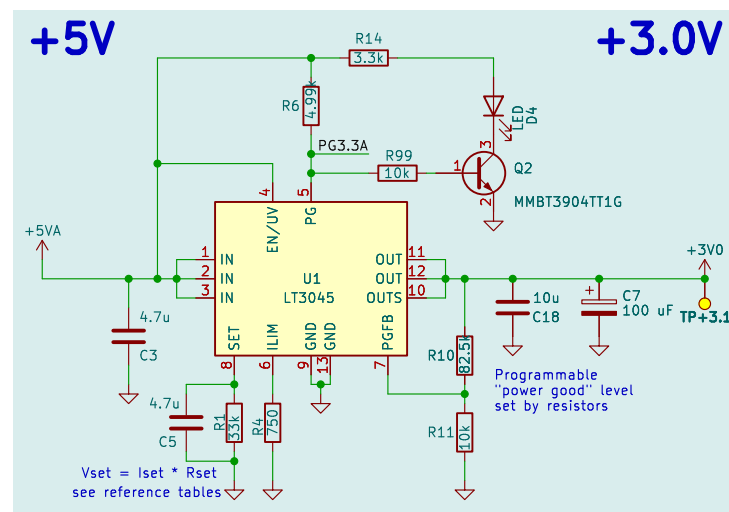 +5V
+3.0V
R14
3.3k
R6
4.99k
LED
D4
PG3.3A
R99
10k
3
1
Q2
2
MMBT3904TT1G
4
5
EN/UV
PG
+5VA
+3V0
1
IN
OUT
11
2
IN
U1
OUT
12
3
IN
LT3045
OUTS
10
SET
ILIM
GND
GND
PGFB
8
6
9
13
7
4.7u
C3
10u
C18
+
C7
100 uF
TP+3.1
R10
82.5k
Programmable
"power good" level
set by resistors
4.7u
C5
R1
33k
R4
750
R11
10k
Vset = Iset * Rset
see reference tables